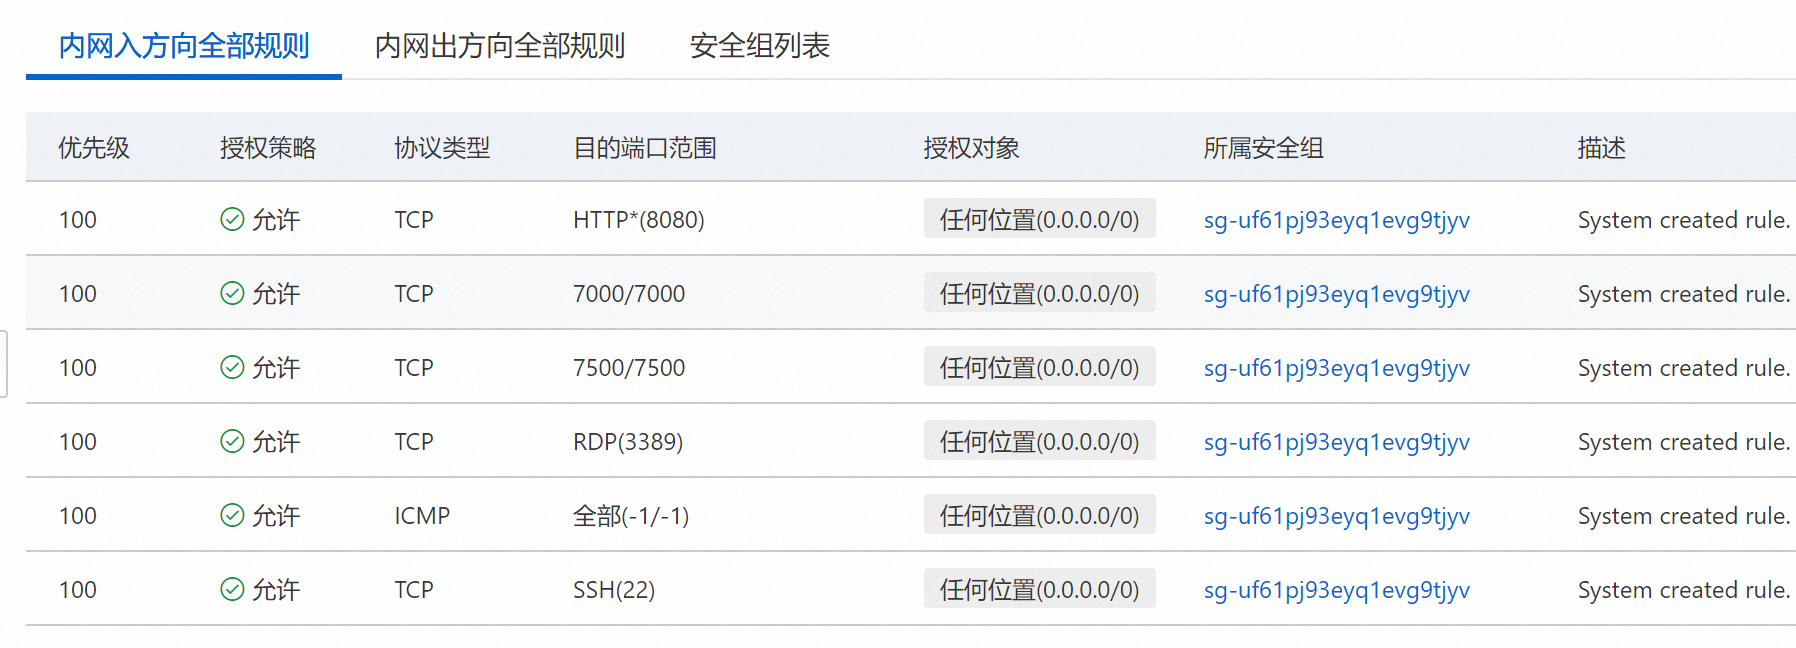 内网入方向全部规则 内网出方向全部规则 安全组列表
优先级 授权策略 协议类型 目的端口范围 授权对象 所属安全组 描述
100 允许 TCP HTTP*(8080) 任何位置(0.0.0.0/0) sg-uf61pj93eyq1evg9tjyv System created rule.
100 允许 TCP 7000/7000 任何位置(0.0.0.0/0) sg-uf61pj93eyq1evg9tjyv System created rule.
100 允许 TCP 7500/7500 任何位置(0.0.0.0/0) sg-uf61pj93eyq1evg9tjyv System created rule.
100 允许 TCP RDP(3389) 任何位置(0.0.0.0/0) sg-uf61pj93eyq1evg9tjyv System created rule.
100 允许 ICMP 全部(-1/-1) 任何位置(0.0.0.0/0) sg-uf61pj93eyq1evg9tjyv System created rule.
100 允许 TCP SSH(22) 任何位置(0.0.0.0/0) sg-uf61pj93eyq1evg9tjyv System created rule.